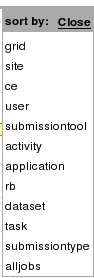 sort by: Close
grid
site
ce
user
submissiontool
activity
application
rb
dataset
task
submissiontype
alljobs